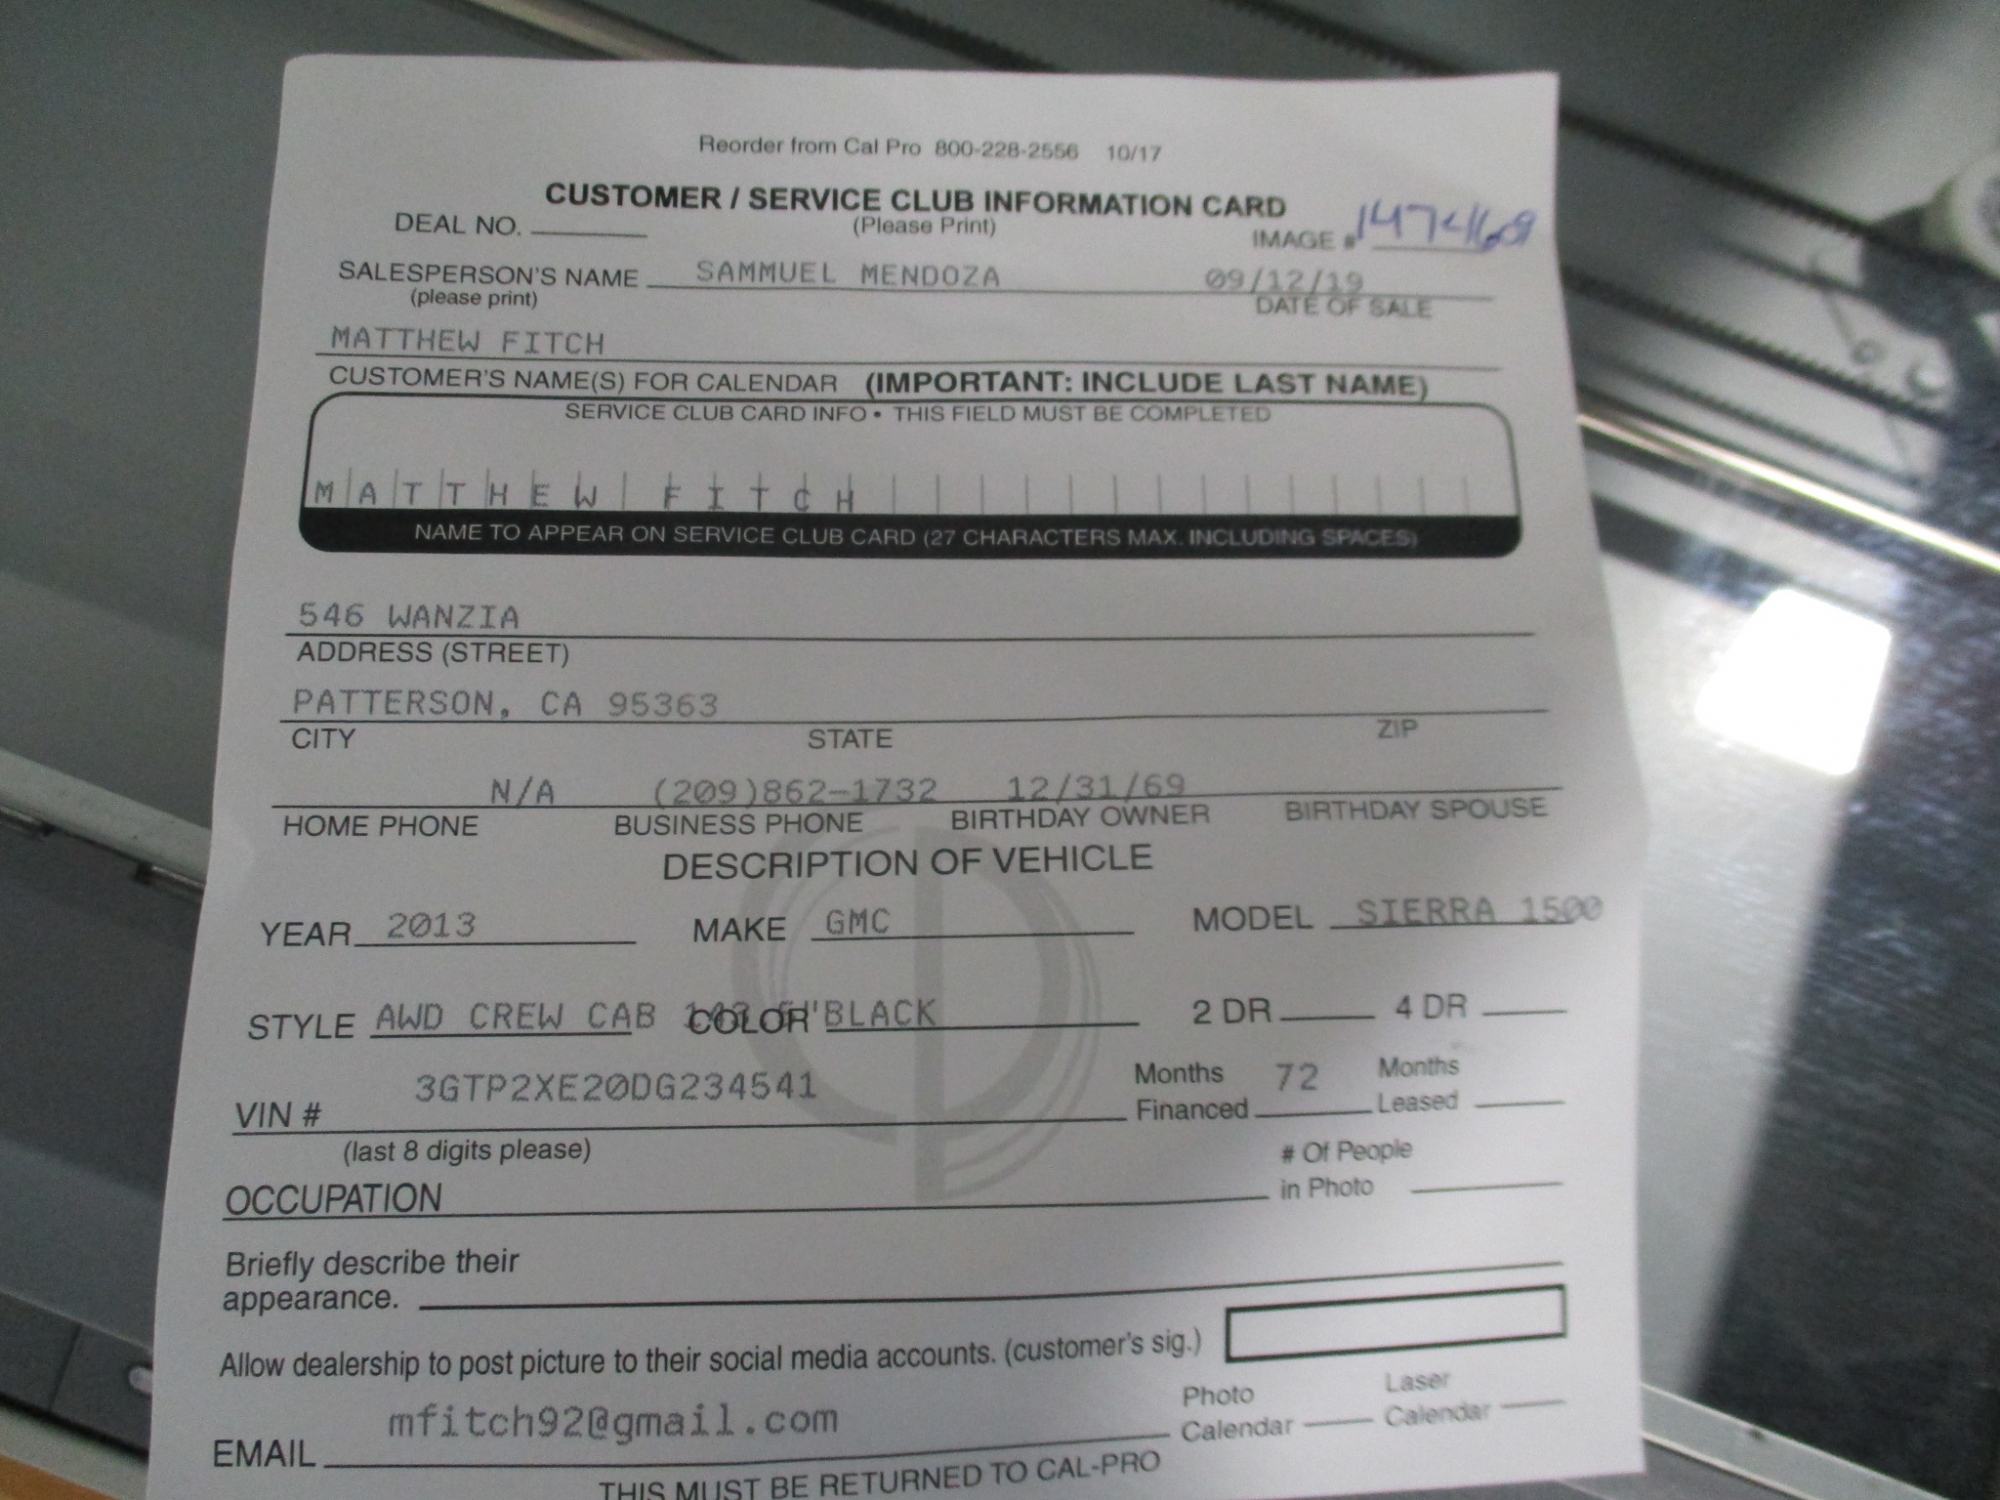 Reorder from Cal Pro 800-228-2556 10/17
CUSTOMER / SERVICE CLUB INFORMATION CARD
DEAL NO. (Please Print) IMAGE #
SALESPERSON'S NAME SAMMUEL MENDOZA 09/12/19
(please print) DATE OF SALE
MATTHEW FITCH
CUSTOMER'S NAME(S) FOR CALENDAR (IMPORTANT: INCLUDE LAST NAME)
SERVICE CLUB CARD INFO • THIS FIELD MUST BE COMPLETED
MATTHEW FITCH
NAME TO APPEAR ON SERVICE CLUB CARD (27 CHARACTERS MAX. INCLUDING SPACES)
546 WANZIA
ADDRESS (STREET)
PATTERSON, CA 95363
CITY STATE ZIP
N/A (209)862-1732 12/31/69
HOME PHONE BUSINESS PHONE BIRTHDAY OWNER BIRTHDAY SPOUSE
DESCRIPTION OF VEHICLE
YEAR 2013 MAKE GMC MODEL SIERRA 1500
STYLE AWD CREW CAB COLOR BLACK 2 DR 4 DR
VIN # 3GTP2XE20DG234541 Months 72 Months
Financed Leased
(last 8 digits please) # Of People
OCCUPATION in Photo
Briefly describe their
appearance.
Allow dealership to post picture to their social media accounts. (customer's sig.)
Photo Laser
EMAIL mfitch92@gmail.com Calendar Calendar
THIS MUST BE RETURNED TO CAL-PRO